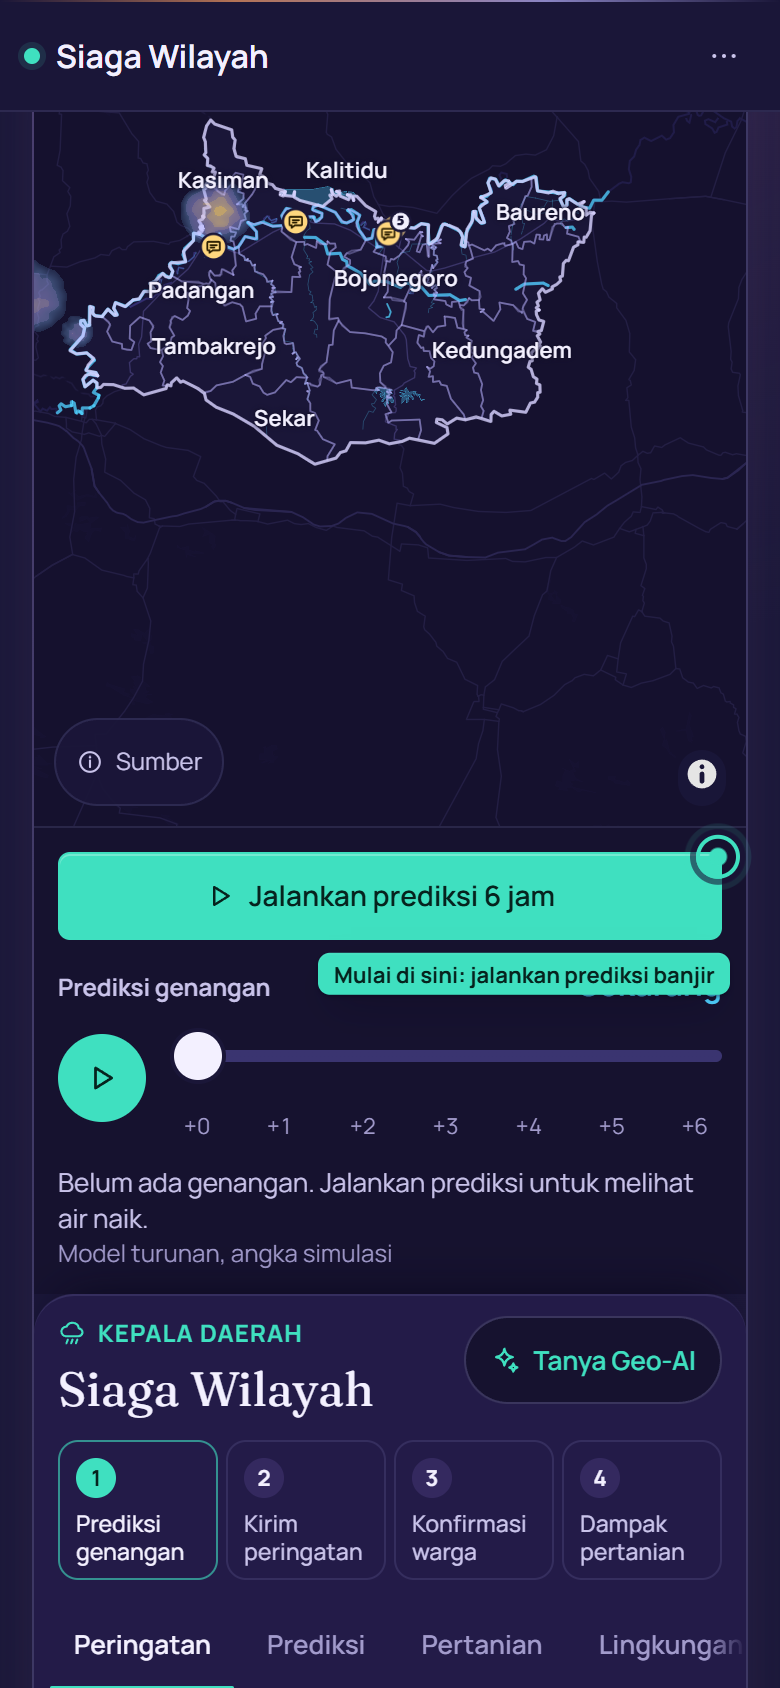 Siaga Wilayah
Kasiman
Kalitidu
Baureno
5
Bojonegoro
Padangan
Tambakrejo
Kedungadem
Sekar
Sumber
Jalankan prediksi 6 jam
Mulai di sini: jalankan prediksi banjir
Prediksi genangan
+0 +1 +2 +3 +4 +5 +6
Belum ada genangan. Jalankan prediksi untuk melihat
air naik.
Model turunan, angka simulasi
KEPALA DAERAH
Siaga Wilayah
Tanya Geo-AI
1
Prediksi
genangan
2
Kirim
peringatan
3
Konfirmasi
warga
4
Dampak
pertanian
Peringatan Prediksi Pertanian Lingkungan